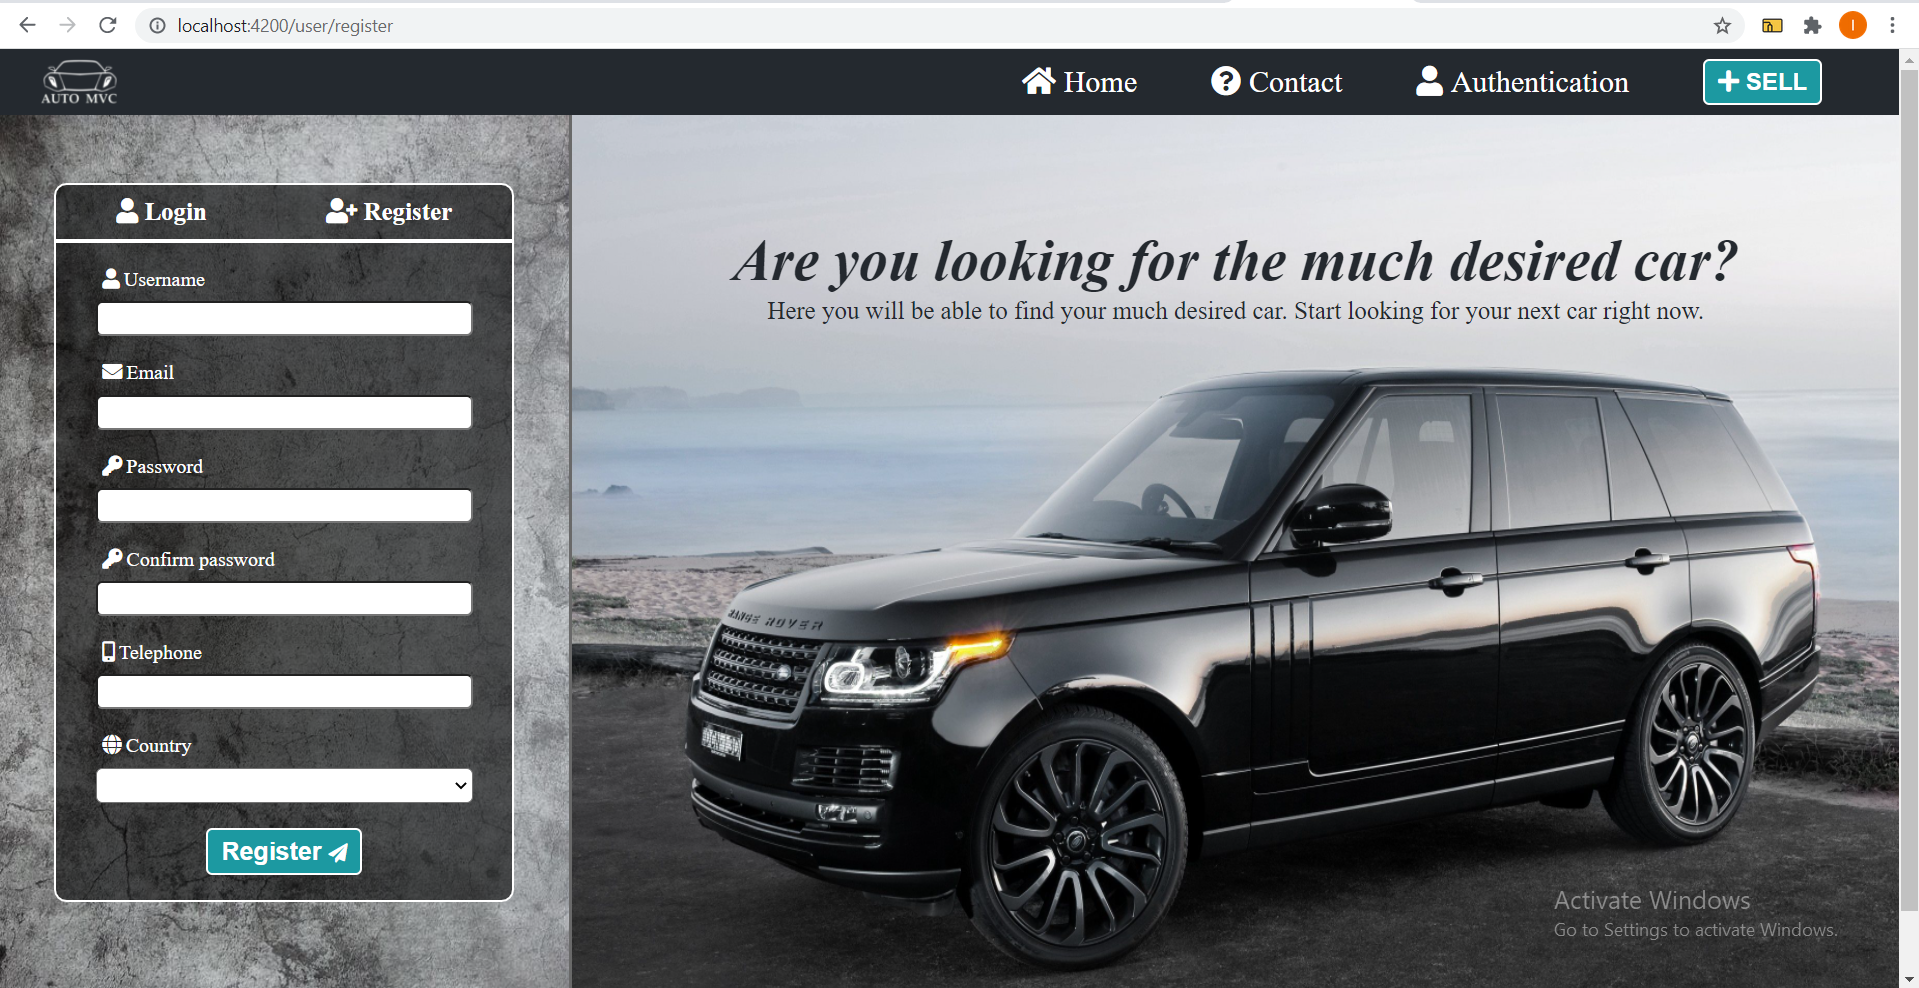 localhost:4200/user/register
I
AUTO MVC
Home
Contact
Authentication
SELL
Login
Register
Username
Email
Password
Confirm password
Telephone
Country
Register
Are you looking for the much desired car?
Here you will be able to find your much desired car. Start looking for your next car right now.
RANGE ROVER
Activate Windows
Go to Settings to activate Windows.